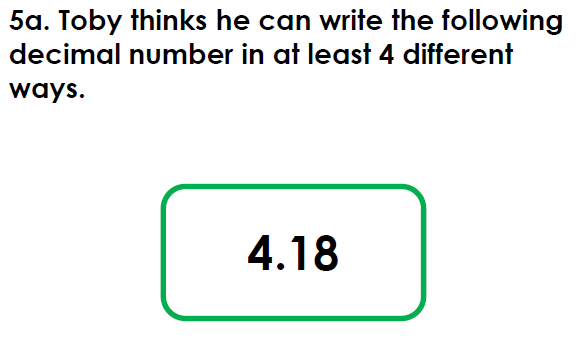 5a. Toby thinks he can write the following
decimal number in at least 4 different
ways.
4.18